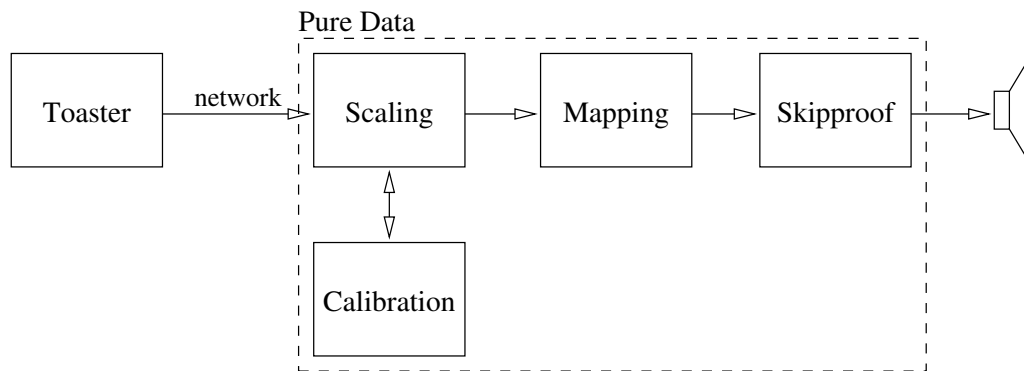 Pure Data
Toaster
network
Scaling
Mapping
Skipproof
Calibration